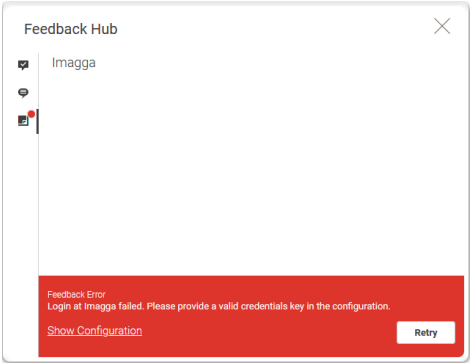 Feedback Hub
Imagga
Feedback Error
Login at Imagga failed. Please provide a valid credentials key in the configuration.
Show Configuration
Retry